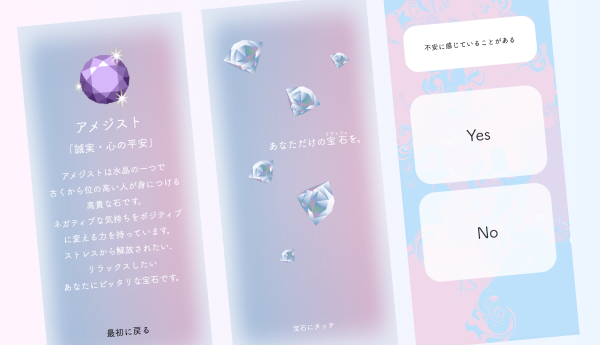 アメジスト
「誠実・心の平安」
アメジストは水晶の一つで
古くから位の高い人が身につける
高貴な石です。
ネガティブな気持ちをポジティブ
に変える力を持っています。
ストレスから解放されたい、
リラックスしたい
あなたにピッタリな宝石です。
最初に戻る
あなただけの宝石を。
宝石にタッチ
不安に感じていることがある
Yes
No